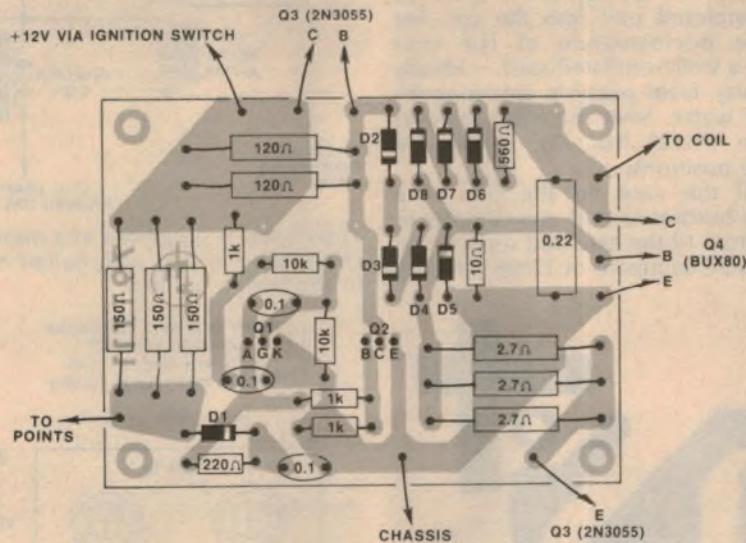 Q3 (2N3055)
+12V VIA IGNITION SWITCH
C B
D2
560Ω
TO COIL
120Ω
120Ω
D8 D7 D6
C
1k
0.22
B
Q4
(BUX80)
10k
D3
10Ω
E
150Ω
150Ω
150Ω
0.1
D4 D5
10k
Q1
A G K
Q2
B C E
2.7Ω
0.1
2.7Ω
1k
2.7Ω
1k
TO
POINTS
D1
220Ω
0.1
CHASSIS
E
Q3 (2N3055)